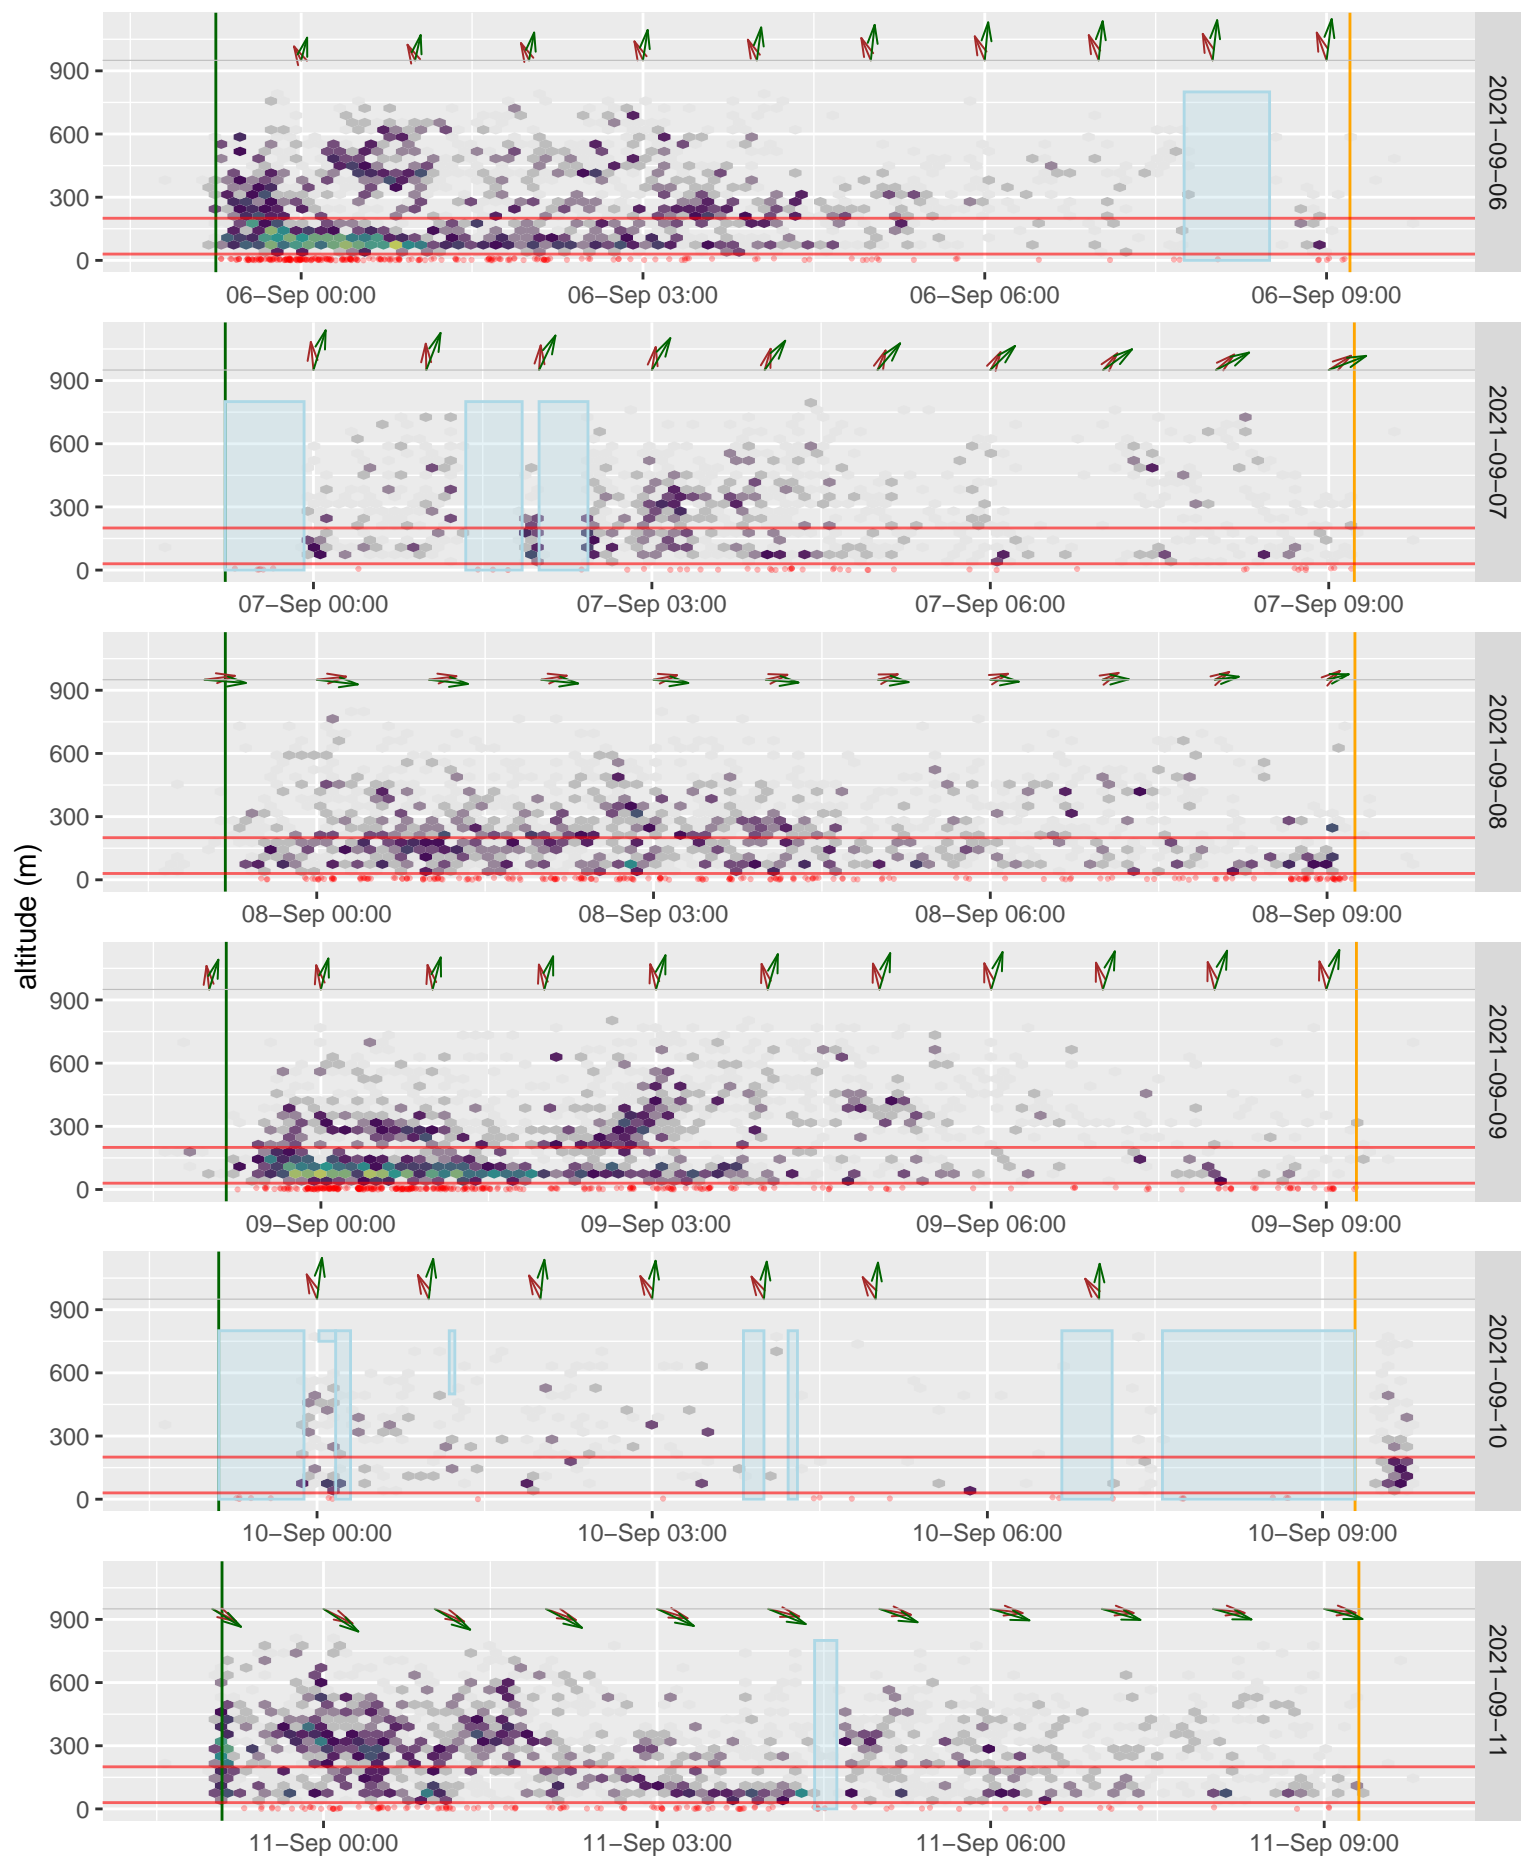 altitude (m)
900
600
300
0
2021−09−06
06−Sep 00:00
06−Sep 03:00
06−Sep 06:00
06−Sep 09:00
900
600
300
0
2021−09−07
07−Sep 00:00
07−Sep 03:00
07−Sep 06:00
07−Sep 09:00
900
600
300
0
2021−09−08
08−Sep 00:00
08−Sep 03:00
08−Sep 06:00
08−Sep 09:00
900
600
300
0
2021−09−09
09−Sep 00:00
09−Sep 03:00
09−Sep 06:00
09−Sep 09:00
900
600
300
0
2021−09−10
10−Sep 00:00
10−Sep 03:00
10−Sep 06:00
10−Sep 09:00
900
600
300
0
2021−09−11
11−Sep 00:00
11−Sep 03:00
11−Sep 06:00
11−Sep 09:00